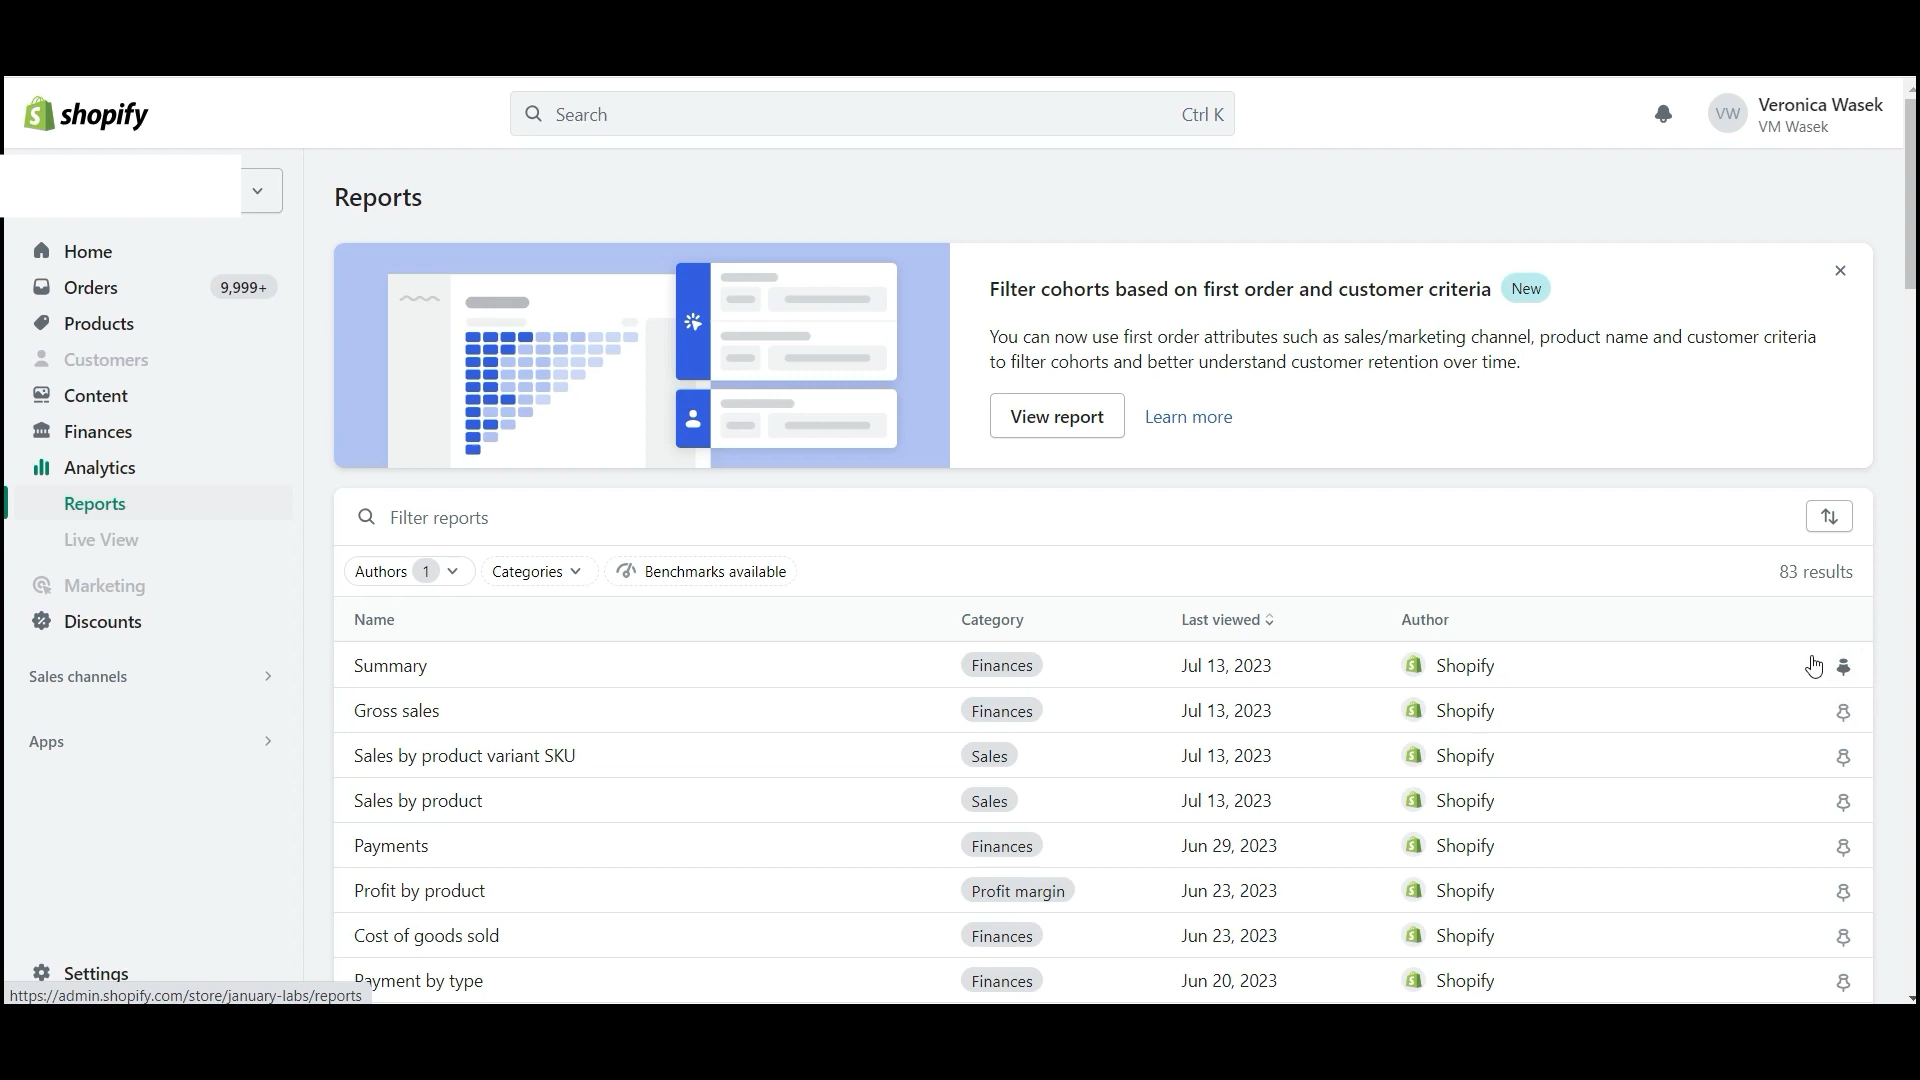 shopify
Search
Ctrl K
VW
Veronica Wasek
VM Wasek
Home
Orders
9,999+
Products
Customers
Content
Finances
Analytics
Reports
Live View
Marketing
Discounts
Sales channels
Apps
Settings
https://admin.shopify.com/store/january-labs/reports
Reports
Filter cohorts based on first order and customer criteria New
You can now use first order attributes such as sales/marketing channel, product name and customer criteria
to filter cohorts and better understand customer retention over time.
View report Learn more
Filter reports
Authors 1 Categories Benchmarks available 83 results
Name Category Last viewed Author
Summary Finances Jul 13, 2023 Shopify
Gross sales Finances Jul 13, 2023 Shopify
Sales by product variant SKU Sales Jul 13, 2023 Shopify
Sales by product Sales Jul 13, 2023 Shopify
Payments Finances Jun 29, 2023 Shopify
Profit by product Profit margin Jun 23, 2023 Shopify
Cost of goods sold Finances Jun 23, 2023 Shopify
Payment by type Finances Jun 20, 2023 Shopify